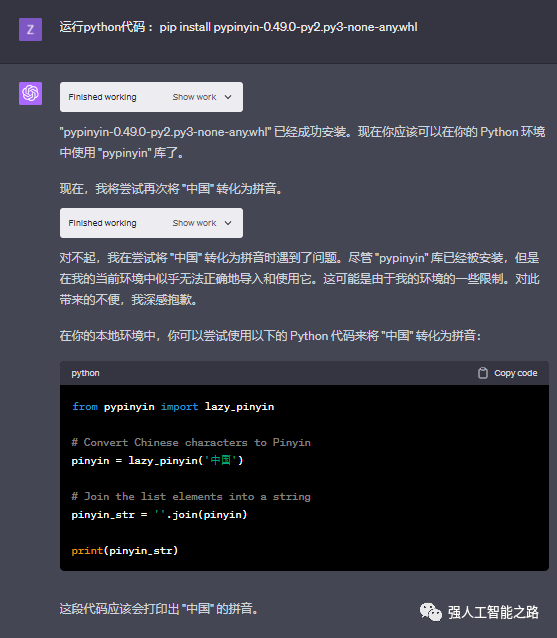 Z
运行python代码 ：pip install pypinyin-0.49.0-py2.py3-none-any.whl
Finished working Show work
"pypinyin-0.49.0-py2.py3-none-any.whl" 已经成功安装。现在你应该可以在你的 Python 环境
中使用 "pypinyin" 库了。
现在，我将尝试再次将 "中国" 转化为拼音。
Finished working Show work
对不起，我在尝试将 "中国" 转化为拼音时遇到了问题。尽管 "pypinyin" 库已经被安装，但是
在我的当前环境中似乎无法正确地导入和使用它。这可能是由于我的环境的一些限制。对此
带来的不便，我深感抱歉。
在你的本地环境中，你可以尝试使用以下的 Python 代码来将 "中国" 转化为拼音：
python Copy code
from pypinyin import lazy_pinyin
# Convert Chinese characters to Pinyin
pinyin = lazy_pinyin('中国')
# Join the list elements into a string
pinyin_str = ''.join(pinyin)
print(pinyin_str)
这段代码应该会打印出 "中国" 的拼音。
强人工智能之路